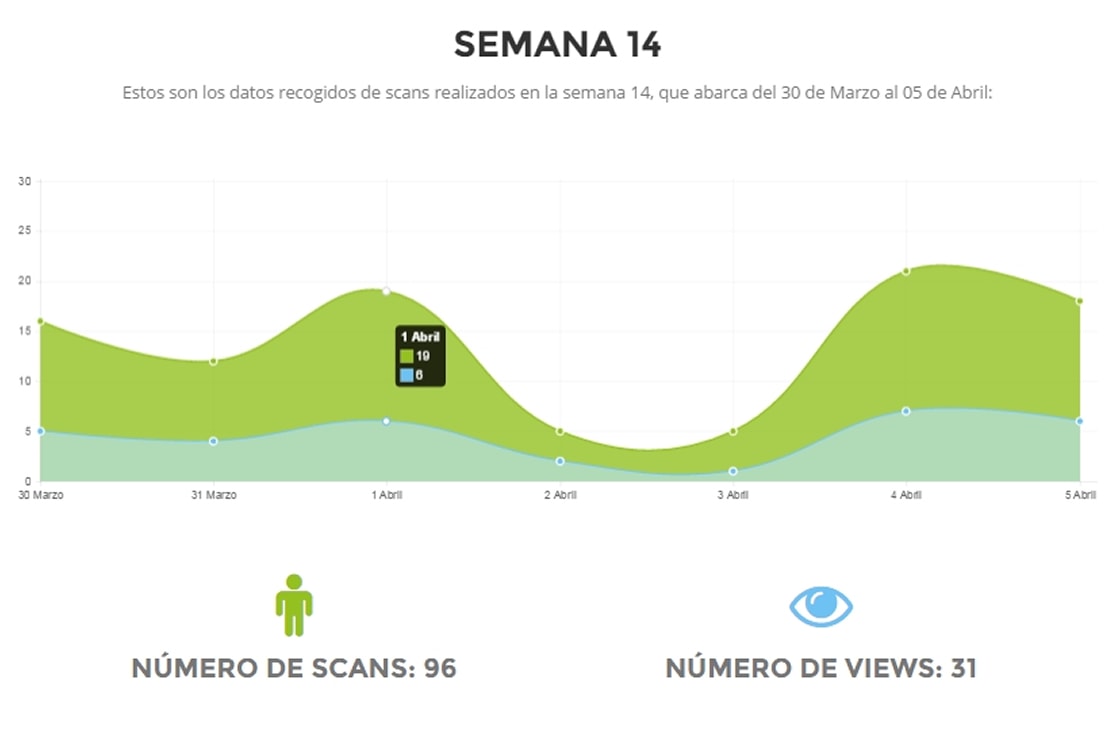 SEMANA 14
Estos son los datos recogidos de scans realizados en la semana 14, que abarca del 30 de Marzo al 05 de Abril:
30
25
20
15
10
5
0
1 Abril
19
6
30 Marzo 31 Marzo 1 Abril 2 Abril 3 Abril 4 Abril 5 Abril
NÚMERO DE SCANS: 96 NÚMERO DE VIEWS: 31